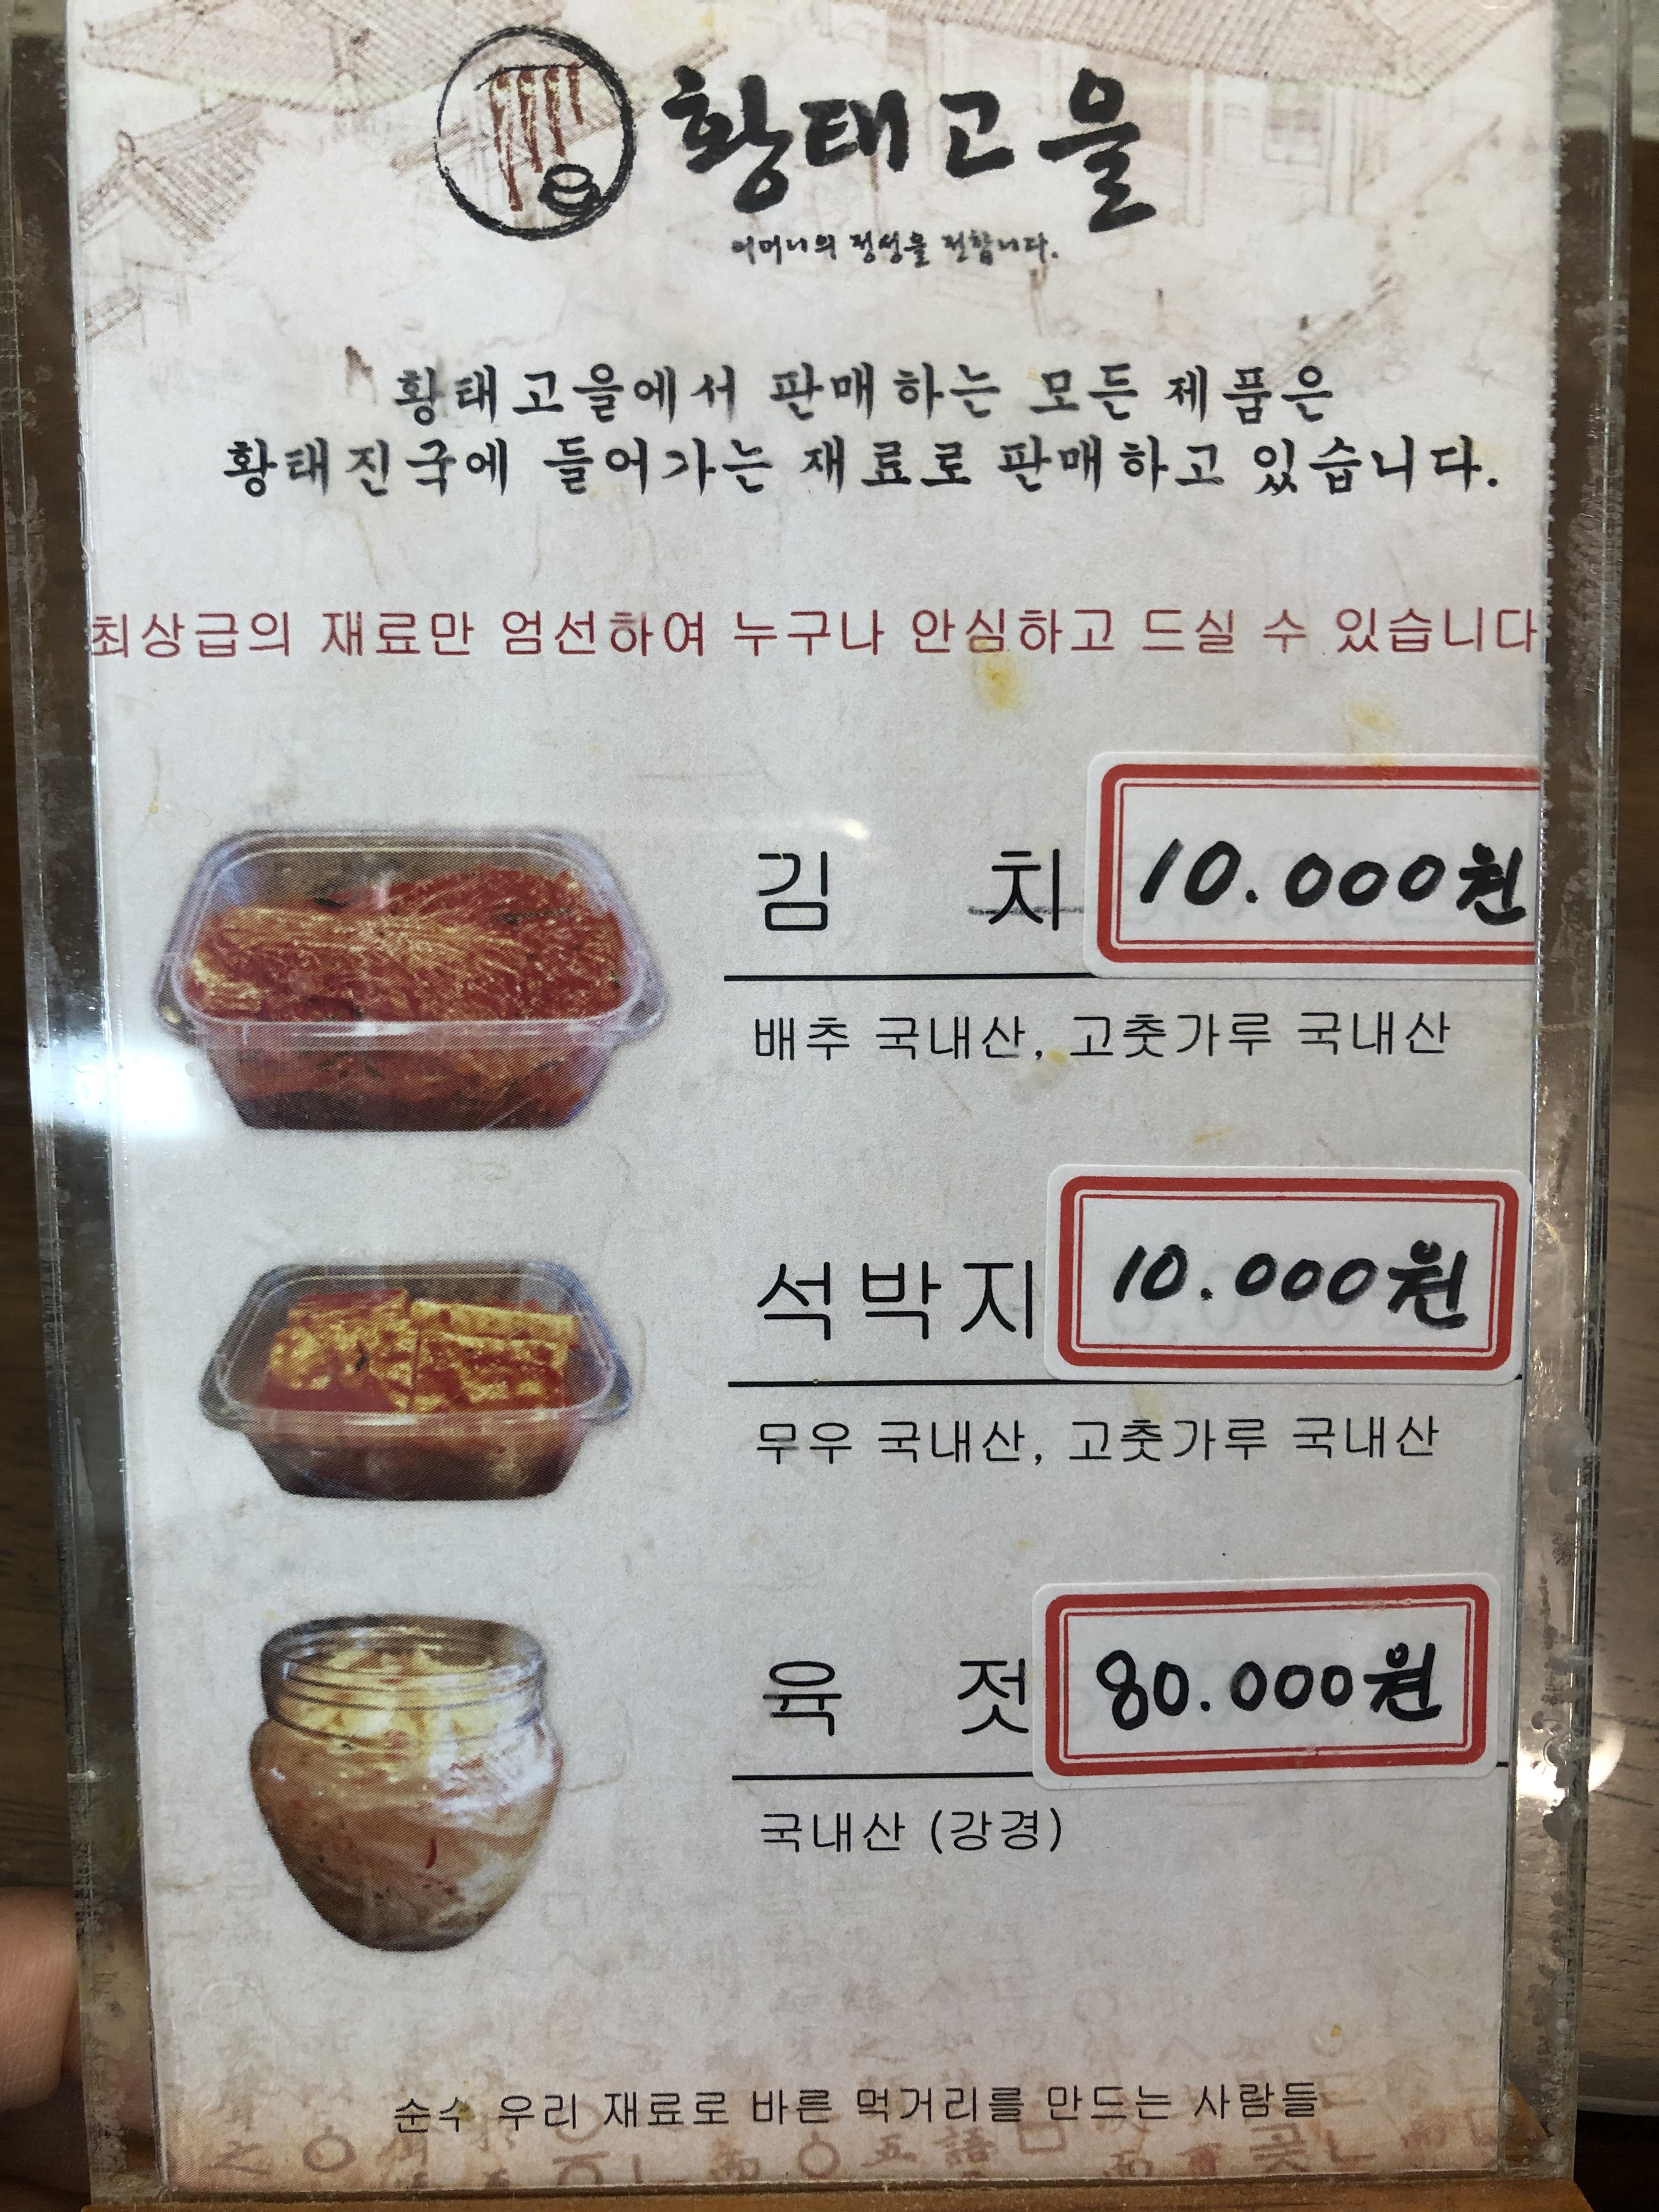 황태고을
어머니의 정성을 전합니다.
황태고을에서 판매하는 모든 제품은
황태진국에 들어가는 재료로 판매하고 있습니다.
최상급의 재료만 엄선하여 누구나 안심하고 드실 수 있습니다
김 치 10.000원
배추 국내산, 고춧가루 국내산
석박지 10.000원
무우 국내산, 고춧가루 국내산
육 젓 80.000원
국내산 (강경)
순수 우리 재료로 바른 먹거리를 만드는 사람들